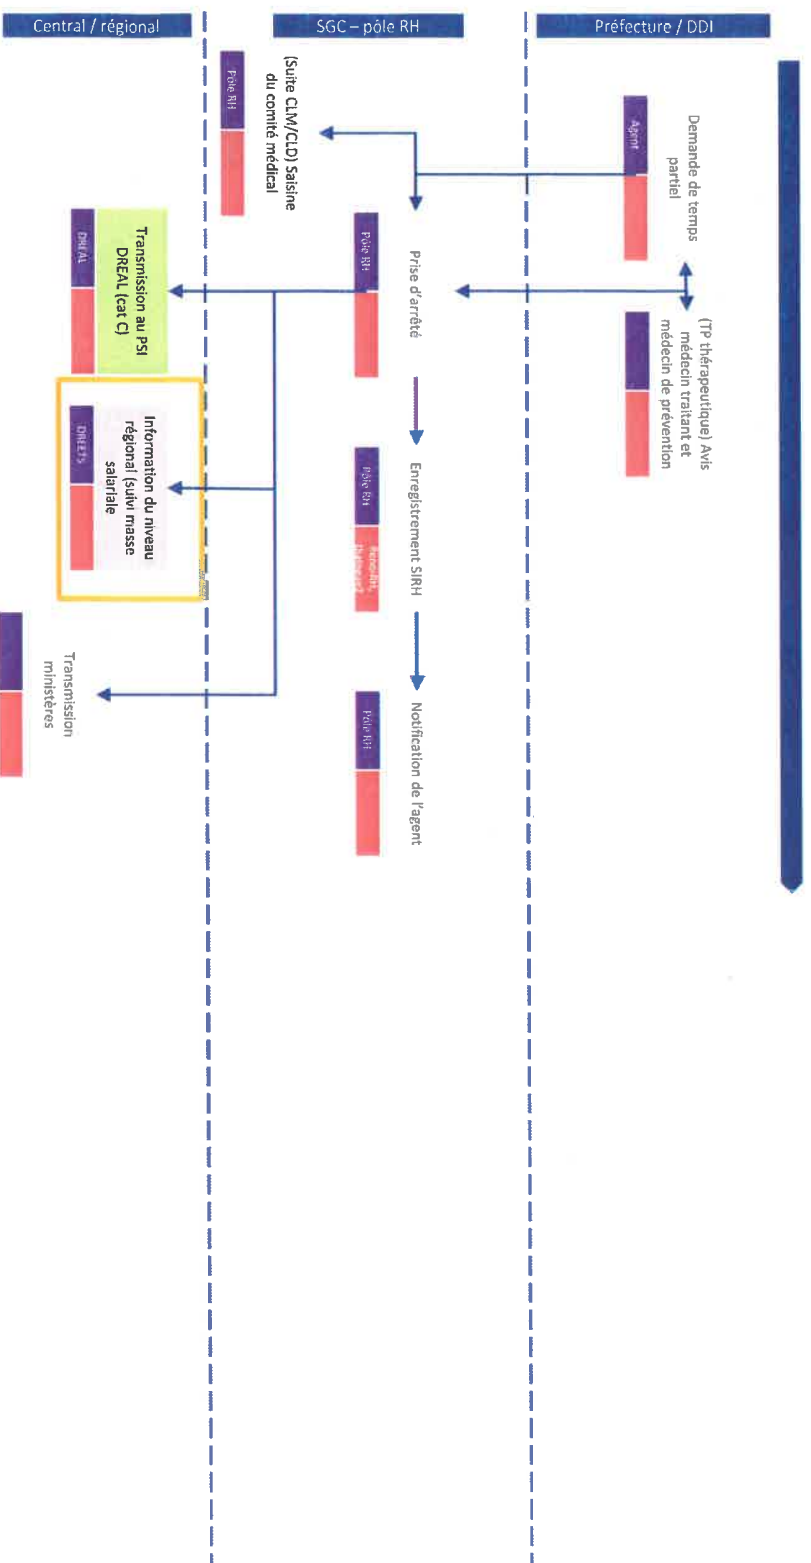 Préfecture / DDI
Demande de temps
partiel
Agent
(TP thérapeutique) Avis
médecin traitant et
médecin de prévention
SGC – pôle RH
(Suite CLM/CLD) Saisine
du comité médical
Pôle RH
Prise d'arrêté
Pôle RH
Enregistrement SIRH
Pôle RH
Notification de l'agent
Pôle RH
Central / régional
Transmission au PSI
DREAL (cat C)
DREAL
Information du niveau
régional (suivi masse
salariale
DREETS
Transmission
ministères